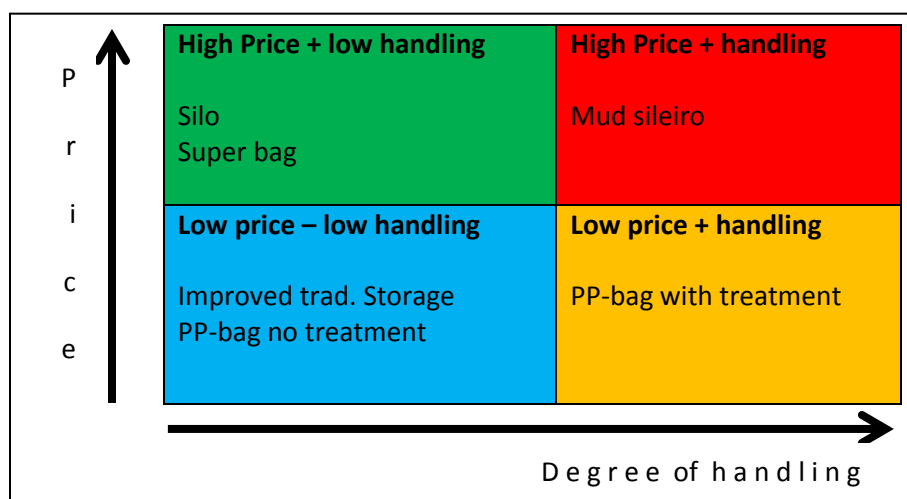 Price
High Price + low handling
Silo
Super bag
High Price + handling
Mud sileiro
Low price – low handling
Improved trad. Storage
PP-bag no treatment
Low price + handling
PP-bag with treatment
Degree of handling